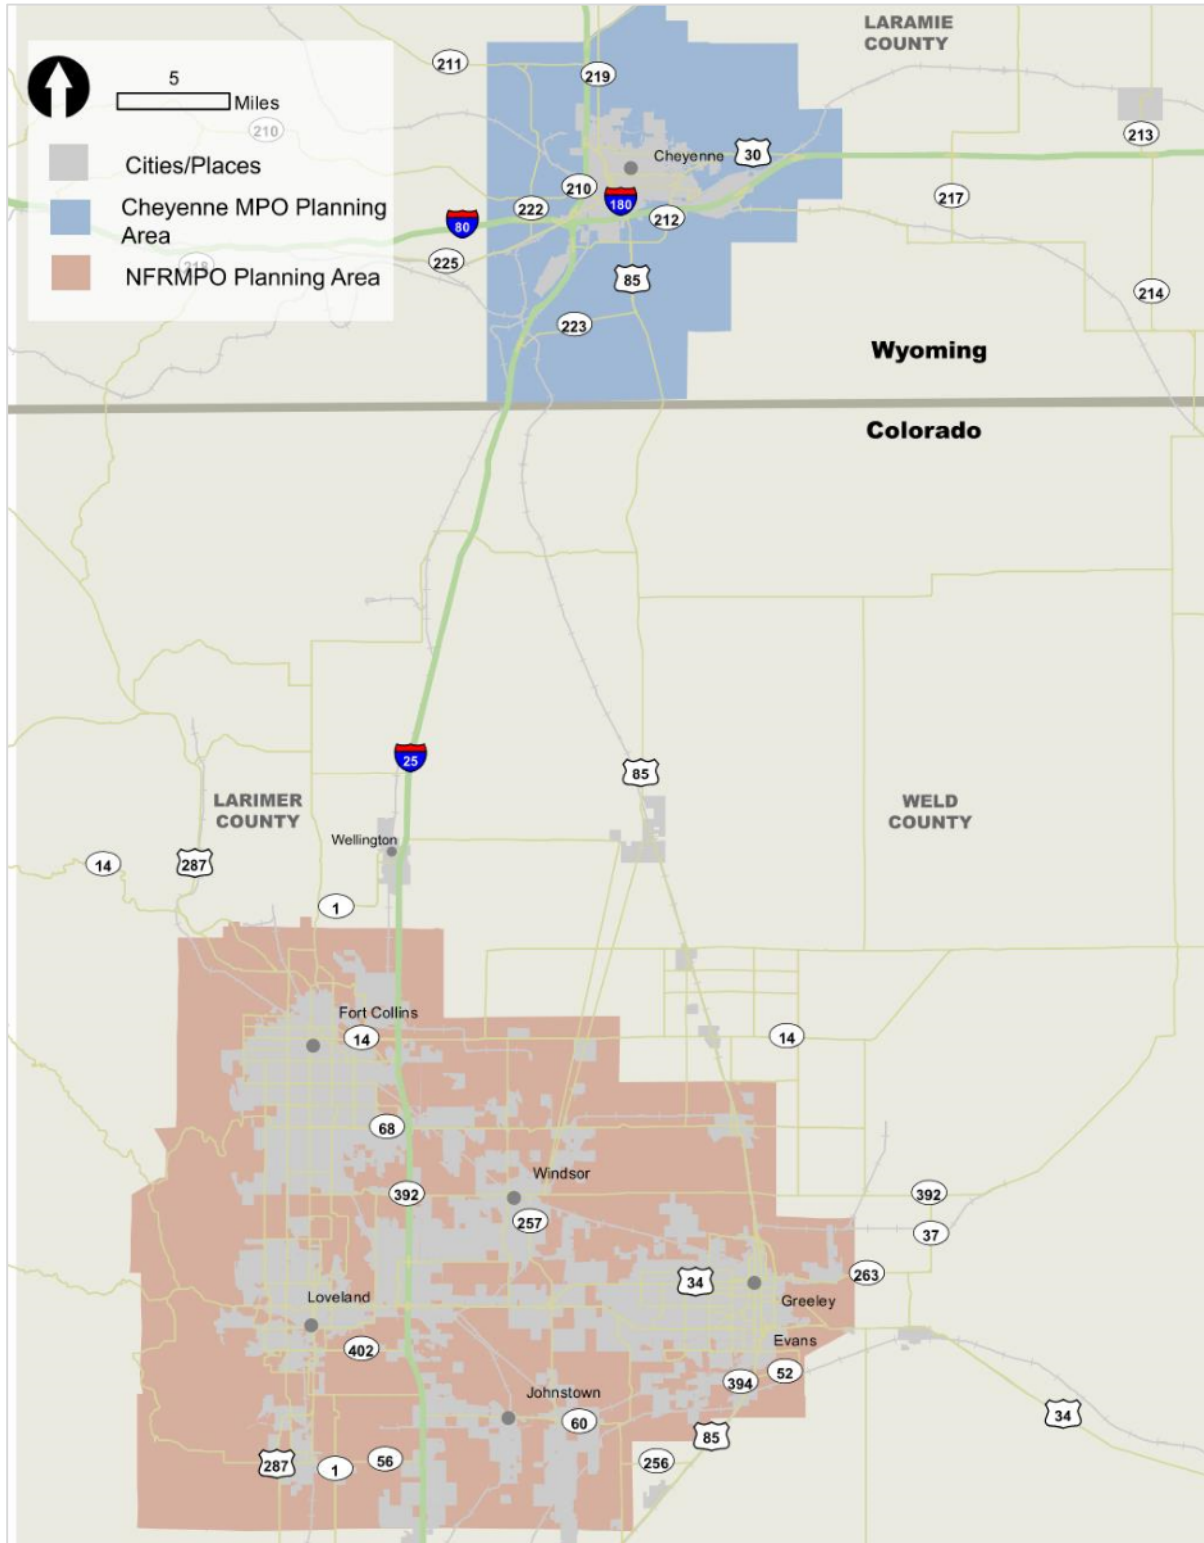 LARAMIE
COUNTY
211
219
5
Miles
210
213
30
Cheyenne
Cities/Places
210
180
222
217
212
Cheyenne MPO Planning
Area
80
225
218
85
NFRMPO Planning Area
214
223
Wyoming
Colorado
25
85
LARIMER
COUNTY
WELD
COUNTY
Wellington
14
287
1
Fort Collins
14
14
68
Windsor
392
392
257
37
263
34
Greeley
Loveland
Evans
402
52
394
Johnstown
60
34
85
287
1
56
256